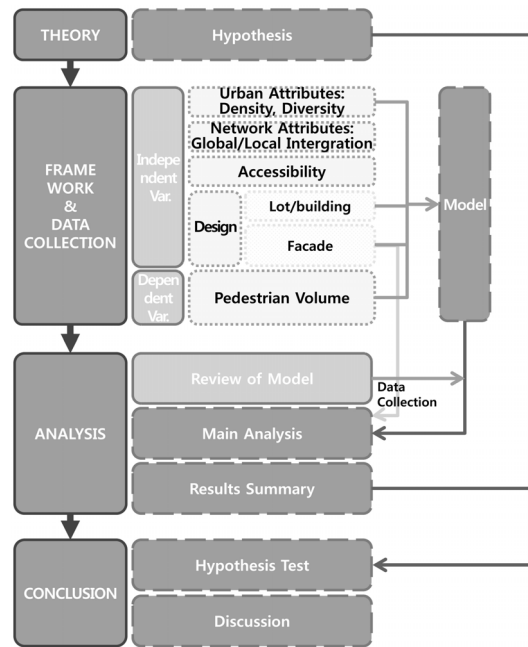 THEORY
Hypothesis
FRAME
WORK
&
DATA
COLLECTION
Indepe
ndent
Var.
Urban Attributes:
Density, Diversity
Network Attributes:
Global/Local Intergration
Accessibility
Design
Lot/building
Facade
Model
Depen
dent
Var.
Pedestrian Volume
ANALYSIS
Review of Model
Data
Collection
Main Analysis
Results Summary
CONCLUSION
Hypothesis Test
Discussion